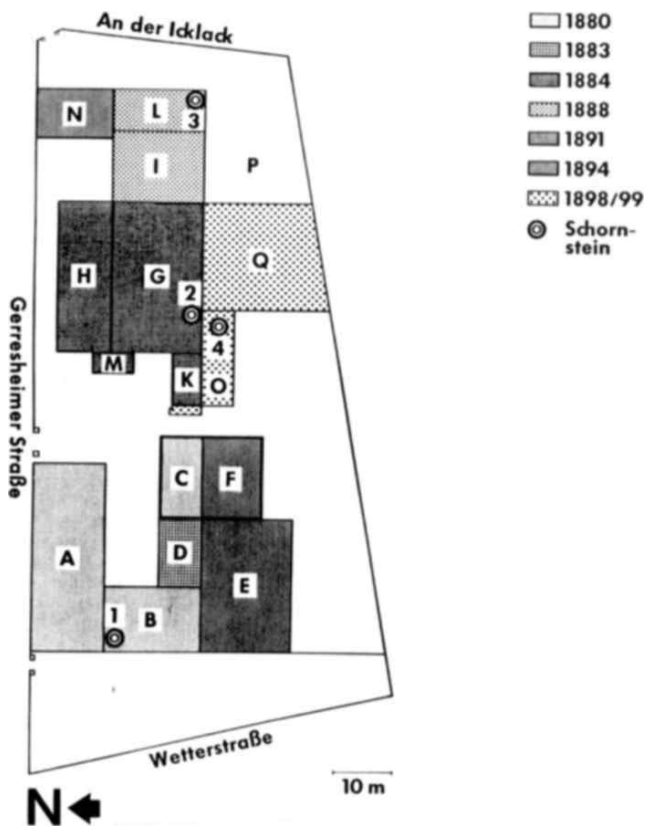 An der Icklack
1880
1883
1884
1888
1891
1894
1898/99
Schorn-
stein
N
L
3
I
P
H
G
2
Q
4
M
K
O
Gerresheimer Straße
C
F
A
D
E
1
B
Wetterstraße
10 m
N